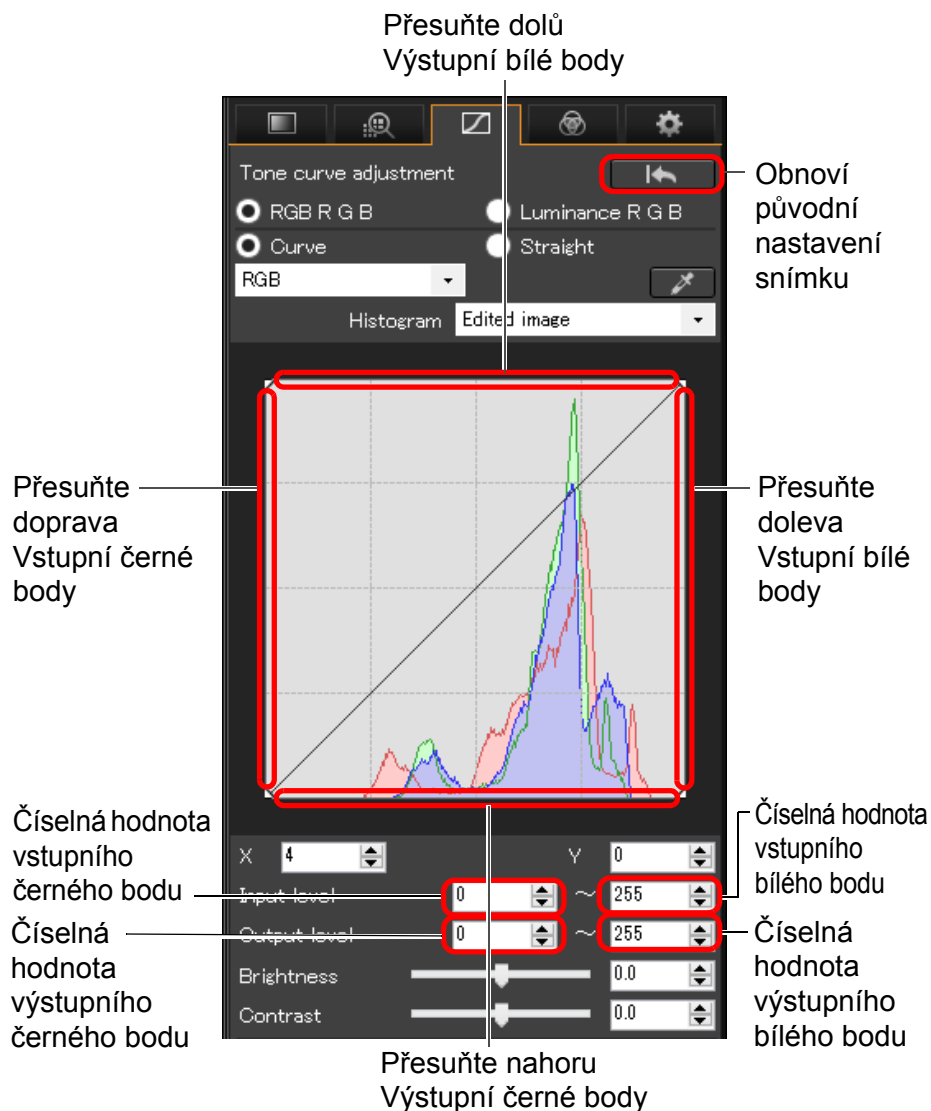 Přesuňte dolů
Výstupní bílé body
Tone curve adjustment
Obnoví
původní
nastavení
snímku
RGB R G B
Luminance R G B
Curve
Straight
RGB
Histogram
Edited image
Přesuňte
doprava
Vstupní černé
body
Přesuňte
doleva
Vstupní bílé
body
Číselná hodnota
vstupního
černého bodu
Číselná hodnota
vstupního
bílého bodu
X 4
Y 0
Input level 0 ~ 255
Output level 0 ~ 255
Číselná
hodnota
výstupního
černého bodu
Číselná
hodnota
výstupního
bílého bodu
Brightness 0.0
Contrast 0.0
Přesuňte nahoru
Výstupní černé body